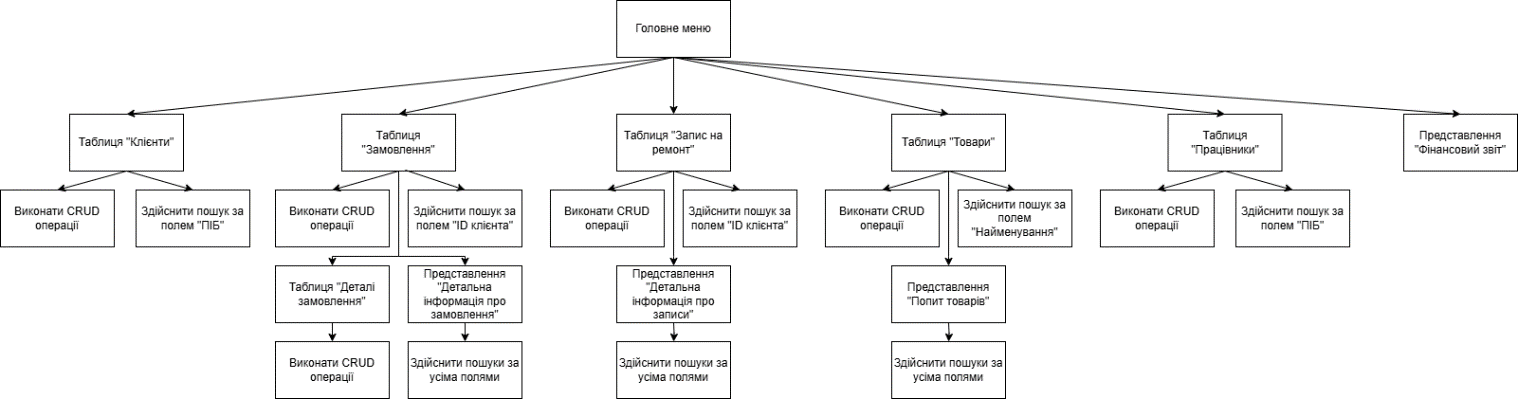 Головне меню
Таблиця "Клієнти"
Таблиця
"Замовлення"
Таблиця "Запис на
ремонт"
Таблиця "Товари"
Таблиця
"Працівники"
Представлення
"Фінансовий звіт"
Виконати CRUD
операції
Здійснити пошук за
полем "ПІБ"
Виконати CRUD
операції
Здійснити пошук за
полем "ID клієнта"
Виконати CRUD
операції
Здійснити пошук за
полем "ID клієнта"
Виконати CRUD
операції
Здійснити пошук за
полем
"Найменування"
Виконати CRUD
операції
Здійснити пошук за
полем "ПІБ"
Таблиця "Деталі
замовлення"
Представлення
"Детальна
інформація про
замовлення"
Представлення
"Детальна
інформація про
записи"
Представлення
"Попит товарів"
Виконати CRUD
операції
Здійснити пошуки за
усіма полями
Здійснити пошуки за
усіма полями
Здійснити пошуки за
усіма полями